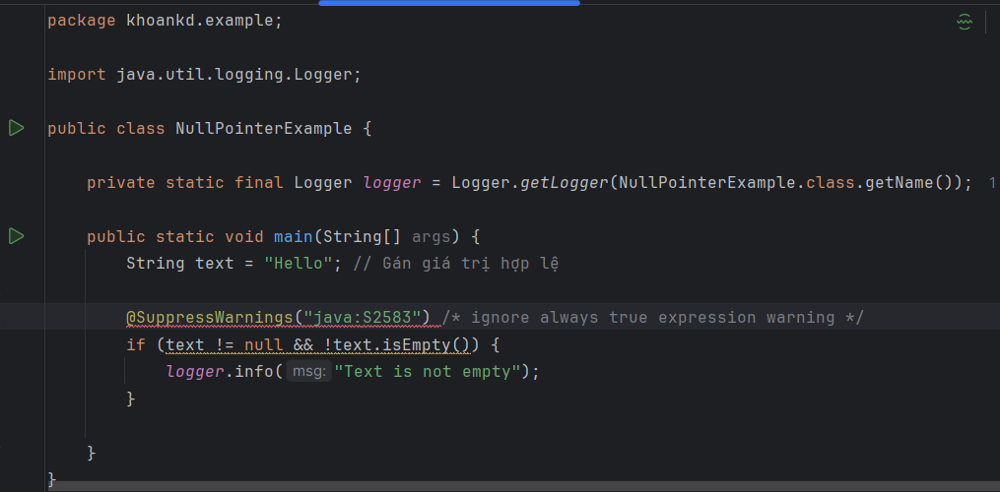 package khoankd.example;
import java.util.logging.Logger;
public class NullPointerExample {
private static final Logger logger = Logger.getLogger(NullPointerExample.class.getName()); 1
public static void main(String[] args) {
String text = "Hello"; // Gán giá trị hợp lệ
@SuppressWarnings("java:S2583") /* ignore always true expression warning */
if (text != null && !text.isEmpty()) {
logger.info( msg: "Text is not empty");
}
}
}